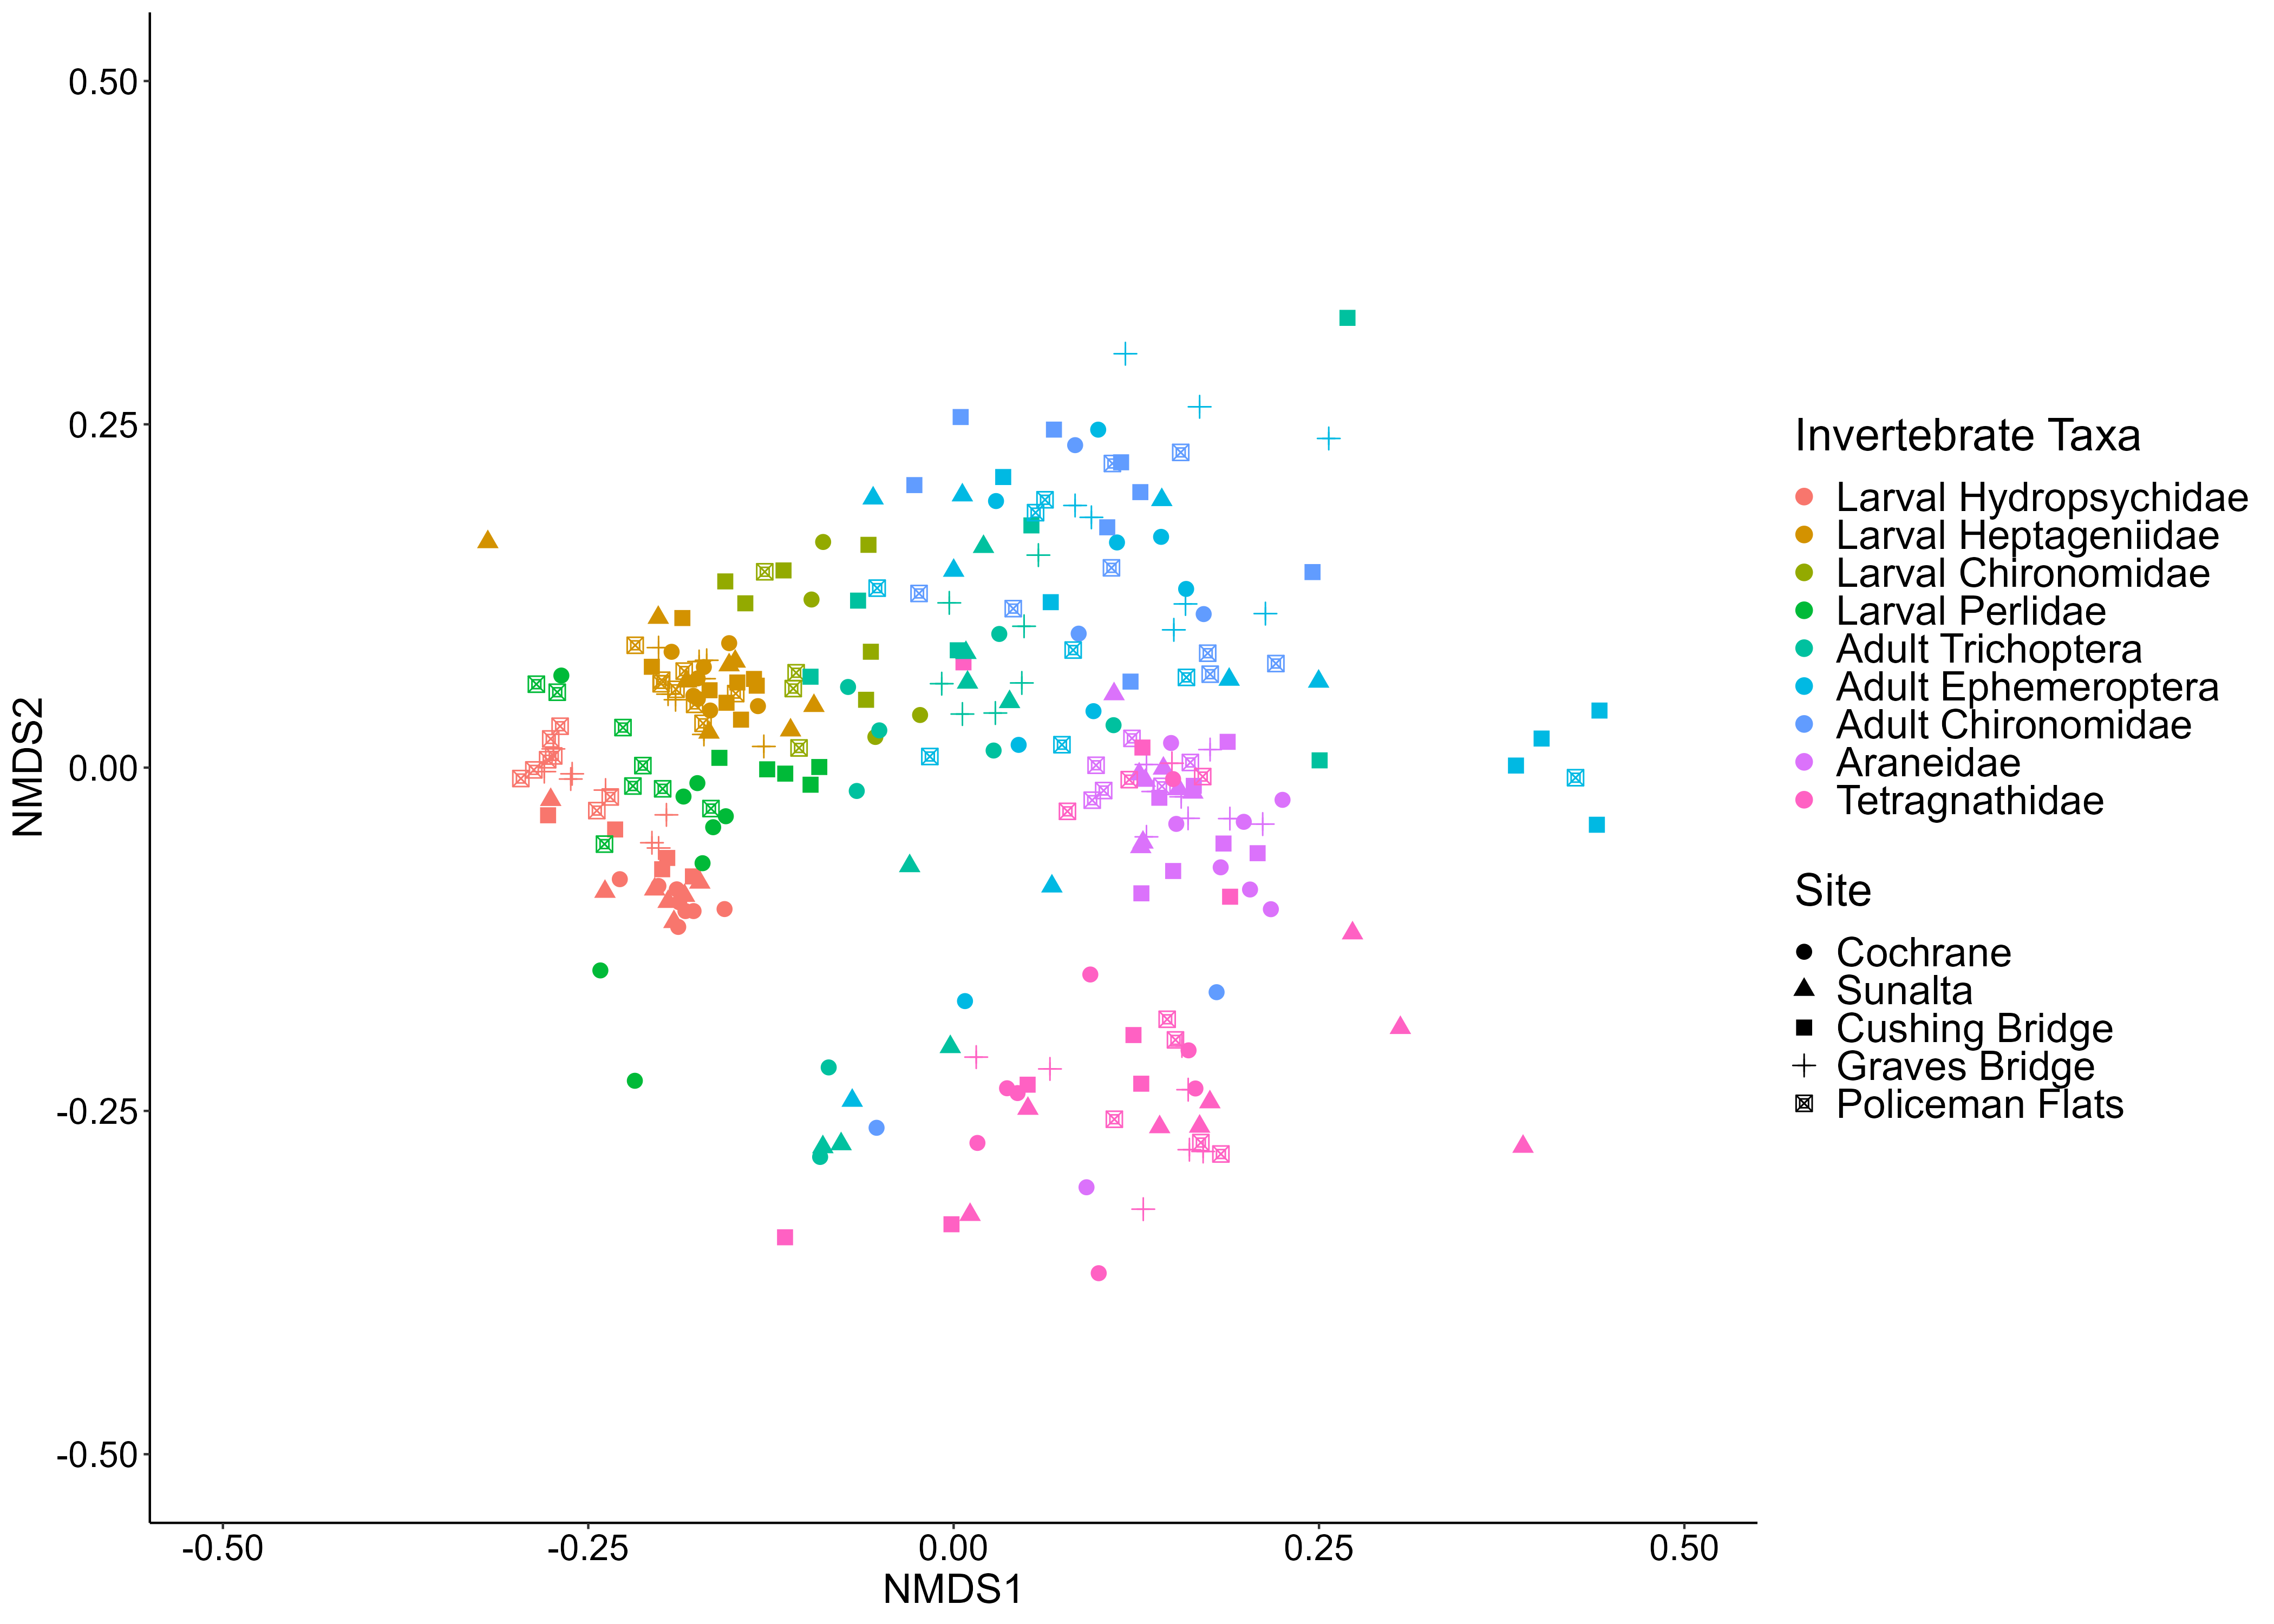 0.50
0.25
0.00
-0.25
-0.50
NMDS2
-0.50
-0.25
0.00
0.25
0.50
NMDS1
Invertebrate Taxa
Larval Hydropsychidae
Larval Heptageniidae
Larval Chironomidae
Larval Perlidae
Adult Trichoptera
Adult Ephemeroptera
Adult Chironomidae
Araneidae
Tetragnathidae
Site
Cochrane
Sunalta
Cushing Bridge
Graves Bridge
Policeman Flats